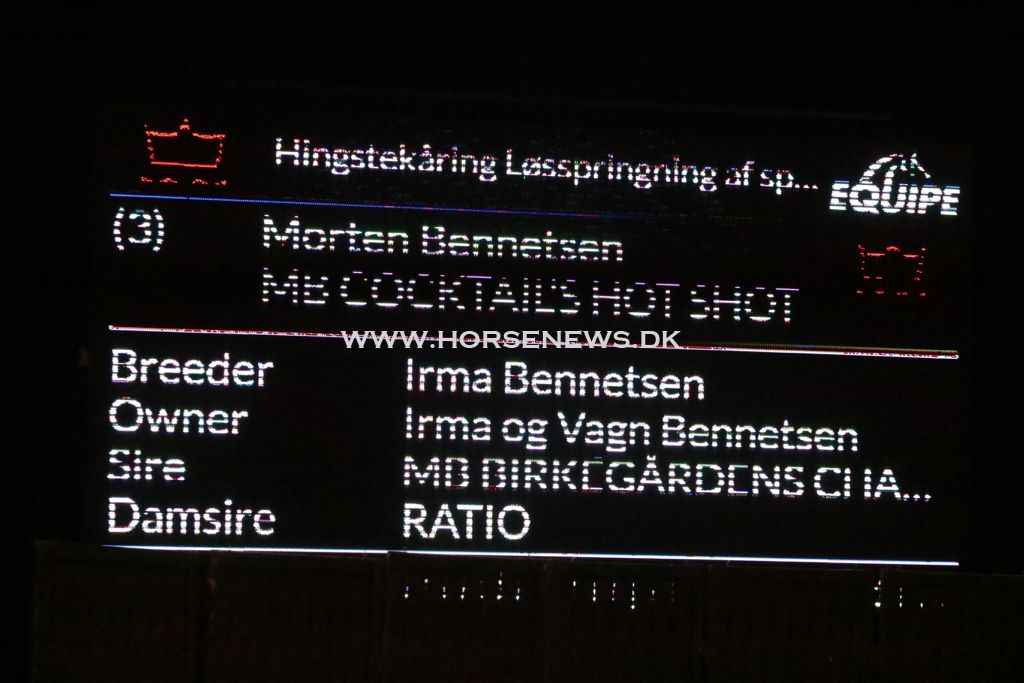 Hingstekåring Løsspringning af sp...
EQUIPE
(3) Morten Bennetsen
MB COCKTAIL'S HOT SHOT
WWW.HORSENEWS.DK
Breeder Irma Bennetsen
Owner Irma og Vagn Bennetsen
Sire MB BIRKEGÅRDENS CHA...
Damsire RATIO